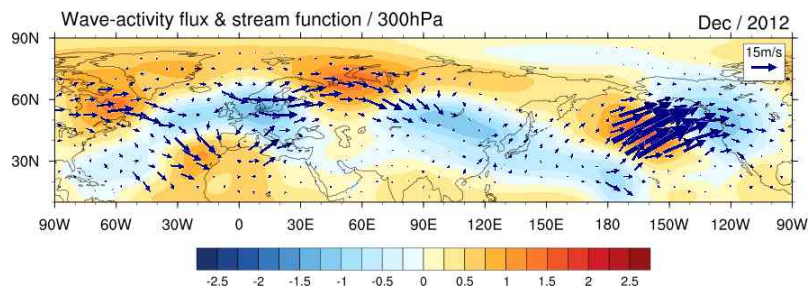 Wave-activity flux & stream function / 300hPa
Dec / 2012
90N
15m/s
60N
30N
90W 60W 30W 0 30E 60E 90E 120E 150E 180 150W 120W 90W
-2.5 -2 -1.5 -1 -0.5 0 0.5 1 1.5 2 2.5